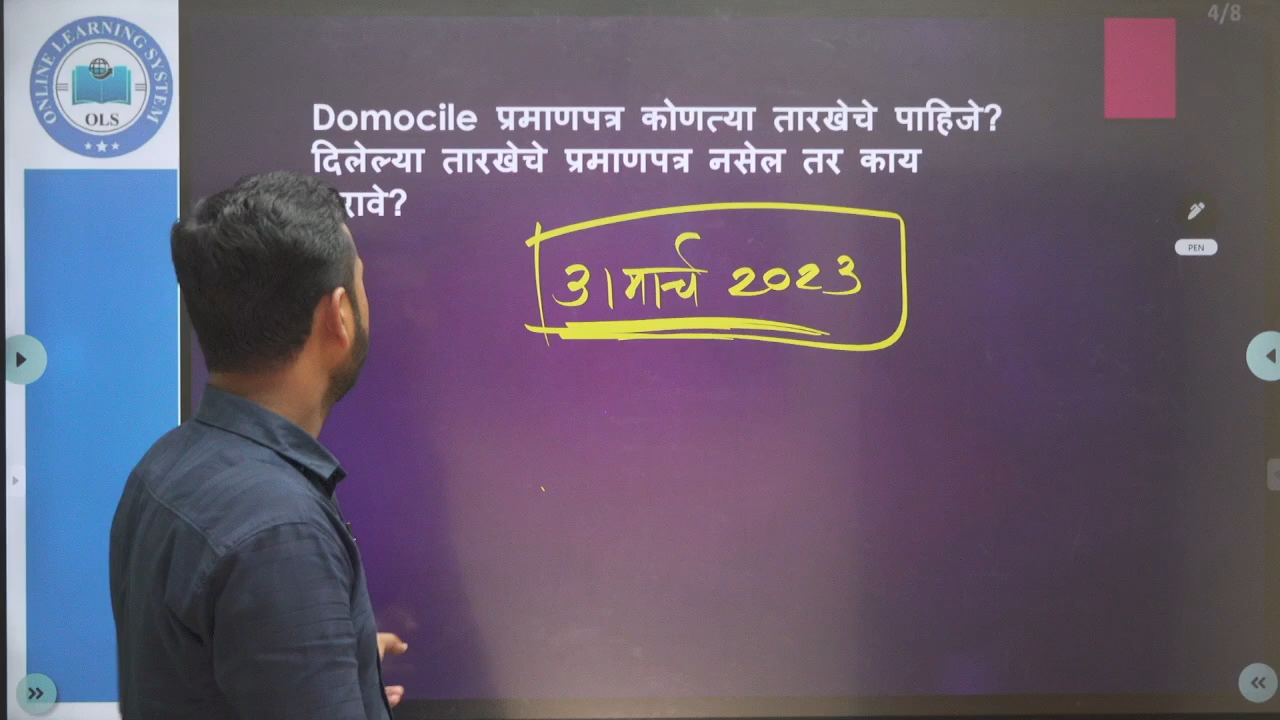 4/8
ONLINE LEARNING SYSTEM
OLS
Domocile प्रमाणपत्र कोणत्या तारखेचे पाहिजे?
दिलेल्या तारखेचे प्रमाणपत्र नसेल तर काय
रावे?
31 मार्च 2023
PEN